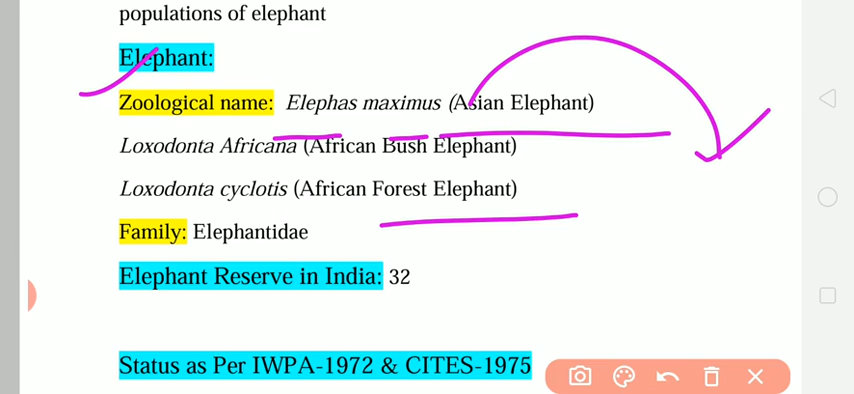 populations of elephant
Elephant:
Zoological name: Elephas maximus (Asian Elephant)
Loxodonta Africana (African Bush Elephant)
Loxodonta cyclotis (African Forest Elephant)
Family: Elephantidae
Elephant Reserve in India: 32
Status as Per IWPA-1972 & CITES-1975